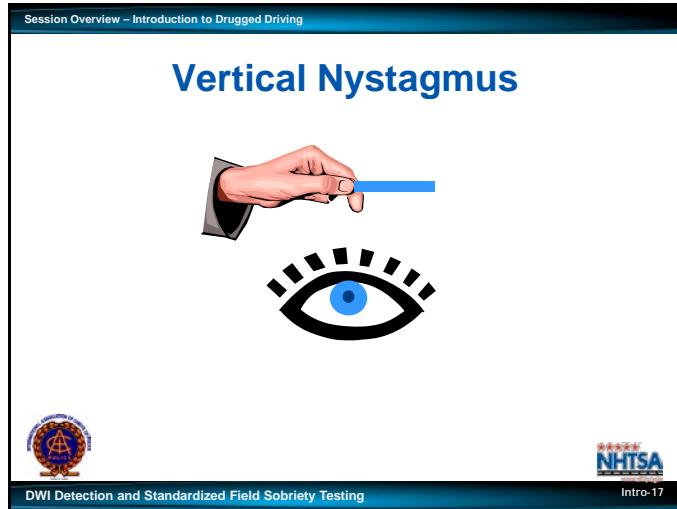 Session Overview – Introduction to Drugged Driving
Vertical Nystagmus
NHTSA
DWI Detection and Standardized Field Sobriety Testing
Intro-17